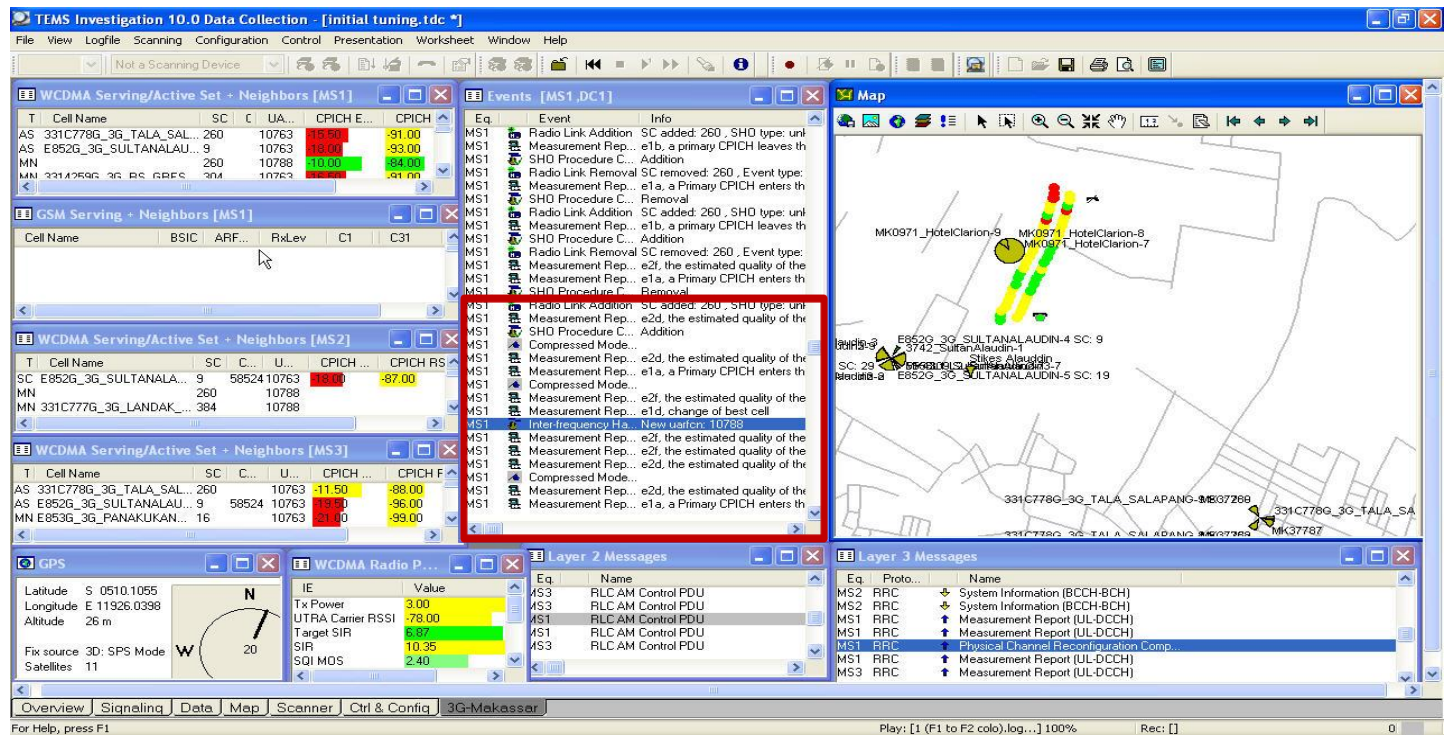 TEMS Investigation 10.0 Data Collection - [initial tuning.tdc *]
File View Logfile Scanning Configuration Control Presentation Worksheet Window Help
Not a Scanning Device
WCDMA Serving/Active Set + Neighbors [MS1]
T Cell Name SC C UA... CPICH E... CPICH
AS 331C778G_3G_TALA_SAL... 260 10763 -15.50 -91.00
AS E852G_3G_SULTANALAU... 9 10763 -18.00 -93.00
MN 260 10788 -10.00 -84.00
MN 3314259G_3G_BS_GRES 304 10763 -16.50 -91.00
GSM Serving + Neighbors [MS1]
Cell Name BSIC ARF... RxLev C1 C31
WCDMA Serving/Active Set + Neighbors [MS2]
T Cell Name SC C... U... CPICH ... CPICH RS
SC E852G_3G_SULTANALA... 9 58524 10763 -18.00 -87.00
MN 260 10788
MN 331C777G_3G_LANDAK_... 384 10788
WCDMA Serving/Active Set + Neighbors [MS3]
T Cell Name SC C... U... CPICH ... CPICH F
AS 331C778G_3G_TALA_SAL... 260 10763 -11.50 -88.00
AS E852G_3G_SULTANALAU... 9 58524 10763 -19.50 -96.00
MN E853G_3G_PANAKUKAN... 16 10763 -21.00 -99.00
GPS
Latitude S 0510.1055
Longitude E 11926.0398
Altitude 26 m
Fix source 3D: SPS Mode
Satellites 11
N
W
20
WCDMA Radio P...
IE Value
Tx Power 3.00
UTRA Carrier RSSI -78.00
Target SIR 6.87
SIR 10.35
SQI MOS 2.40
Events [MS1,DC1]
Eq. Event Info
MS1 Radio Link Addition SC added: 260 , SHO type: unk
MS1 Measurement Rep... e1b, a primary CPICH leaves th
MS1 SHO Procedure C... Addition
MS1 Radio Link Removal SC removed: 260 , Event type:
MS1 Measurement Rep... e1a, a Primary CPICH enters th
MS1 SHO Procedure C... Removal
MS1 Radio Link Addition SC added: 260 , SHO type: unk
MS1 Measurement Rep... e1b, a primary CPICH leaves th
MS1 SHO Procedure C... Addition
MS1 Radio Link Removal SC removed: 260 , Event type:
MS1 Measurement Rep... e2f, the estimated quality of the
MS1 Measurement Rep... e1a, a Primary CPICH enters th
MS1 SHO Procedure C... Removal
MS1 Radio Link Addition SC added: 260 , SHO type: unk
MS1 Measurement Rep... e2d, the estimated quality of the
MS1 SHO Procedure C... Addition
MS1 Compressed Mode...
MS1 Measurement Rep... e2d, the estimated quality of the
MS1 Measurement Rep... e1a, a Primary CPICH enters th
MS1 Compressed Mode...
MS1 Measurement Rep... e2f, the estimated quality of the
MS1 Measurement Rep... e1d, change of best cell
MS1 Inter-frequency Ha... New uarfcn: 10788
MS1 Measurement Rep... e2f, the estimated quality of the
MS1 Measurement Rep... e2f, the estimated quality of the
MS1 Measurement Rep... e2d, the estimated quality of the
MS1 Compressed Mode...
MS1 Measurement Rep... e2d, the estimated quality of the
MS1 Measurement Rep... e1a, a Primary CPICH enters th
Layer 2 Messages
Eq. Name
MS3 RLC AM Control PDU
MS3 RLC AM Control PDU
MS1 RLC AM Control PDU
MS1 RLC AM Control PDU
MS3 RLC AM Control PDU
Map
MK0971_HotelClarion-9
MK0971_HotelClarion-8
MK0971_HotelClarion-7
E852G_3G_SULTANALAUDIN-4 SC: 9
3742_SultanAlaudin-1
Stikes Alauddin
SC: 29
E852G_3G_SULTANALAUDIN-5 SC: 19
331C778G_3G_TALA_SALAPANG-9
331C778G_3G_TALA_SA
MK37787
Layer 3 Messages
Eq. Proto... Name
MS2 RRC System Information (BCCH-BCH)
MS2 RRC System Information (BCCH-BCH)
MS1 RRC Measurement Report (UL-DCCH)
MS1 RRC Measurement Report (UL-DCCH)
MS1 RRC Physical Channel Reconfiguration Comp...
MS1 RRC Measurement Report (UL-DCCH)
MS3 RRC Measurement Report (UL-DCCH)
Overview Signaling Data Map Scanner Ctrl & Config 3G-Makassar
For Help, press F1
Play: [1 (F1 to F2 colo).log...] 100%
Rec: []
0